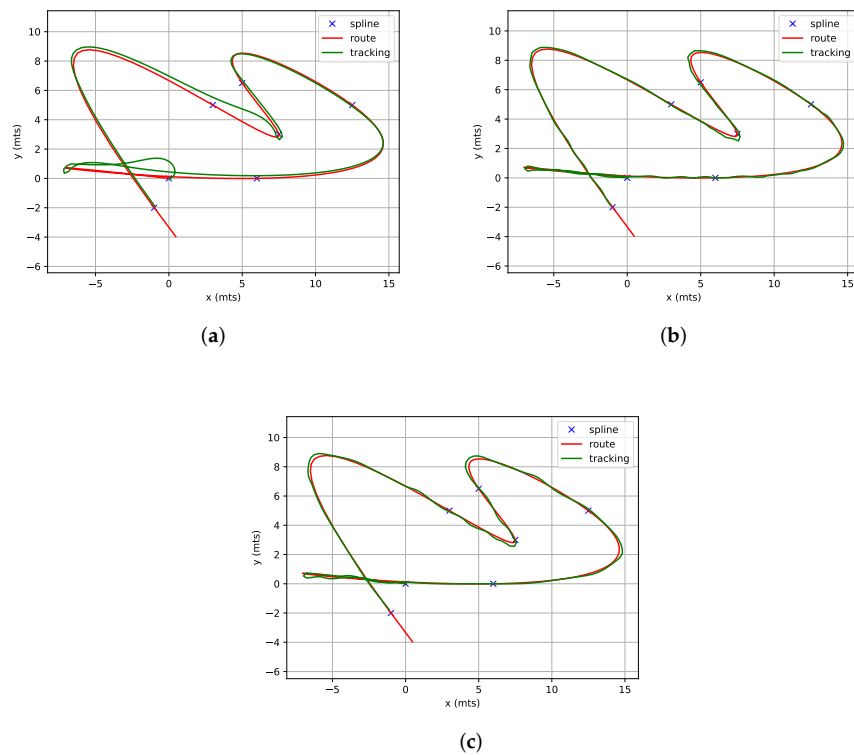 spline
route
tracking
10
8
6
4
2
0
−2
−4
−6
y (mts)
−5 0 5 10 15
x (mts)
(a)
spline
route
tracking
10
8
6
4
2
0
−2
−4
−6
y (mts)
−5 0 5 10 15
x (mts)
(b)
spline
route
tracking
10
8
6
4
2
0
−2
−4
−6
y (mts)
−5 0 5 10 15
x (mts)
(c)